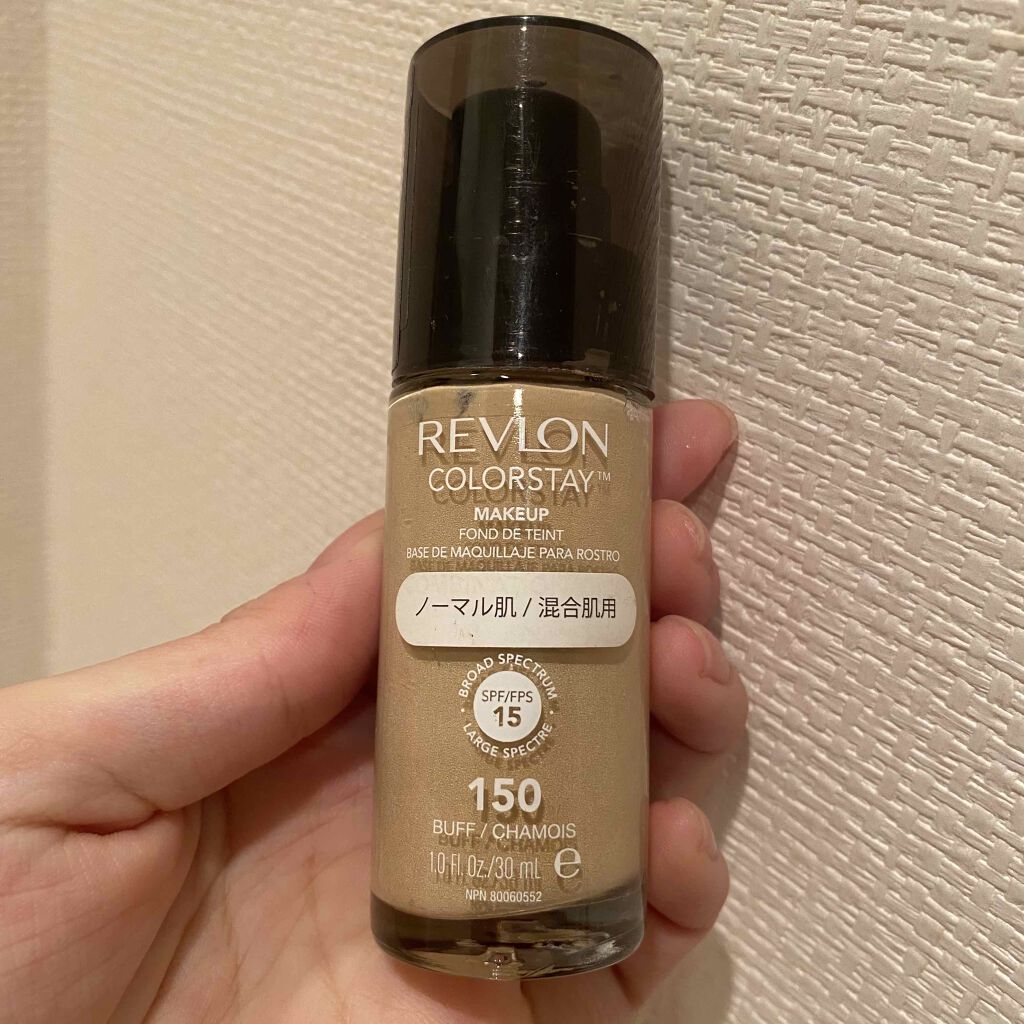 REVLON
COLORSTAY™
MAKEUP
FOND DE TEINT
BASE DE MAQUILLAJE PARA ROSTRO
ノーマル肌 / 混合肌用
• BROAD SPECTRUM •
SPF/FPS
15
LARGE SPECTRE
150
BUFF / CHAMOIS
1.0 Fl. Oz./30 mL ℮
NPN 80060552